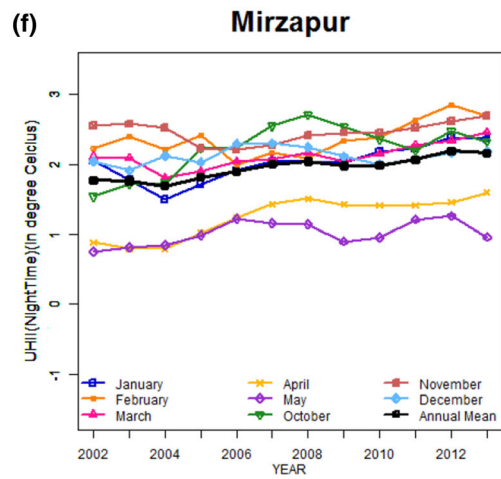 (f)
Mirzapur
UHII(NightTime)(In degree Celcius)
3
2
1
0
-1
January
February
March
April
May
October
November
December
Annual Mean
2002 2004 2006 2008 2010 2012
YEAR